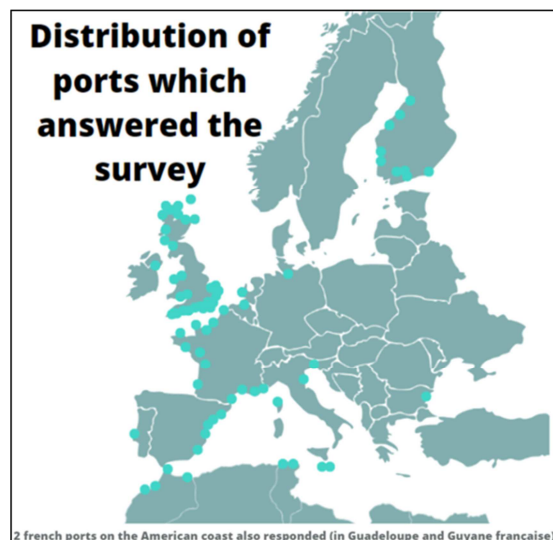 Distribution of
ports which
answered the
survey
2 french ports on the American coast also responded (in Guadeloupe and Guyane francaise)